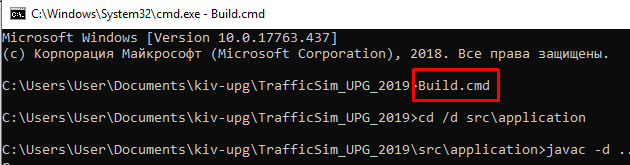 C:\Windows\System32\cmd.exe - Build.cmd
Microsoft Windows [Version 10.0.17763.437]
(c) Корпорация Майкрософт (Microsoft Corporation), 2018. Все права защищены.
C:\Users\User\Documents\kiv-upg\TrafficSim_UPG_2019>Build.cmd
C:\Users\User\Documents\kiv-upg\TrafficSim_UPG_2019>cd /d src\application
C:\Users\User\Documents\kiv-upg\TrafficSim_UPG_2019\src\application>javac -d ..